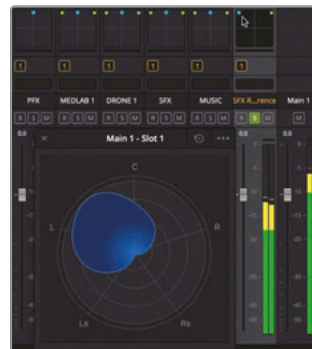 1 1 1 1 1 1
PFX MEDLAB 1 DRONE 1 SFX MUSIC SFX R...rence Main 1
R S M R S M R S M R S M R S M R S M M
0.0 0.0 0.0
× Main 1 - Slot 1 •••
C
L R
Ls Rs